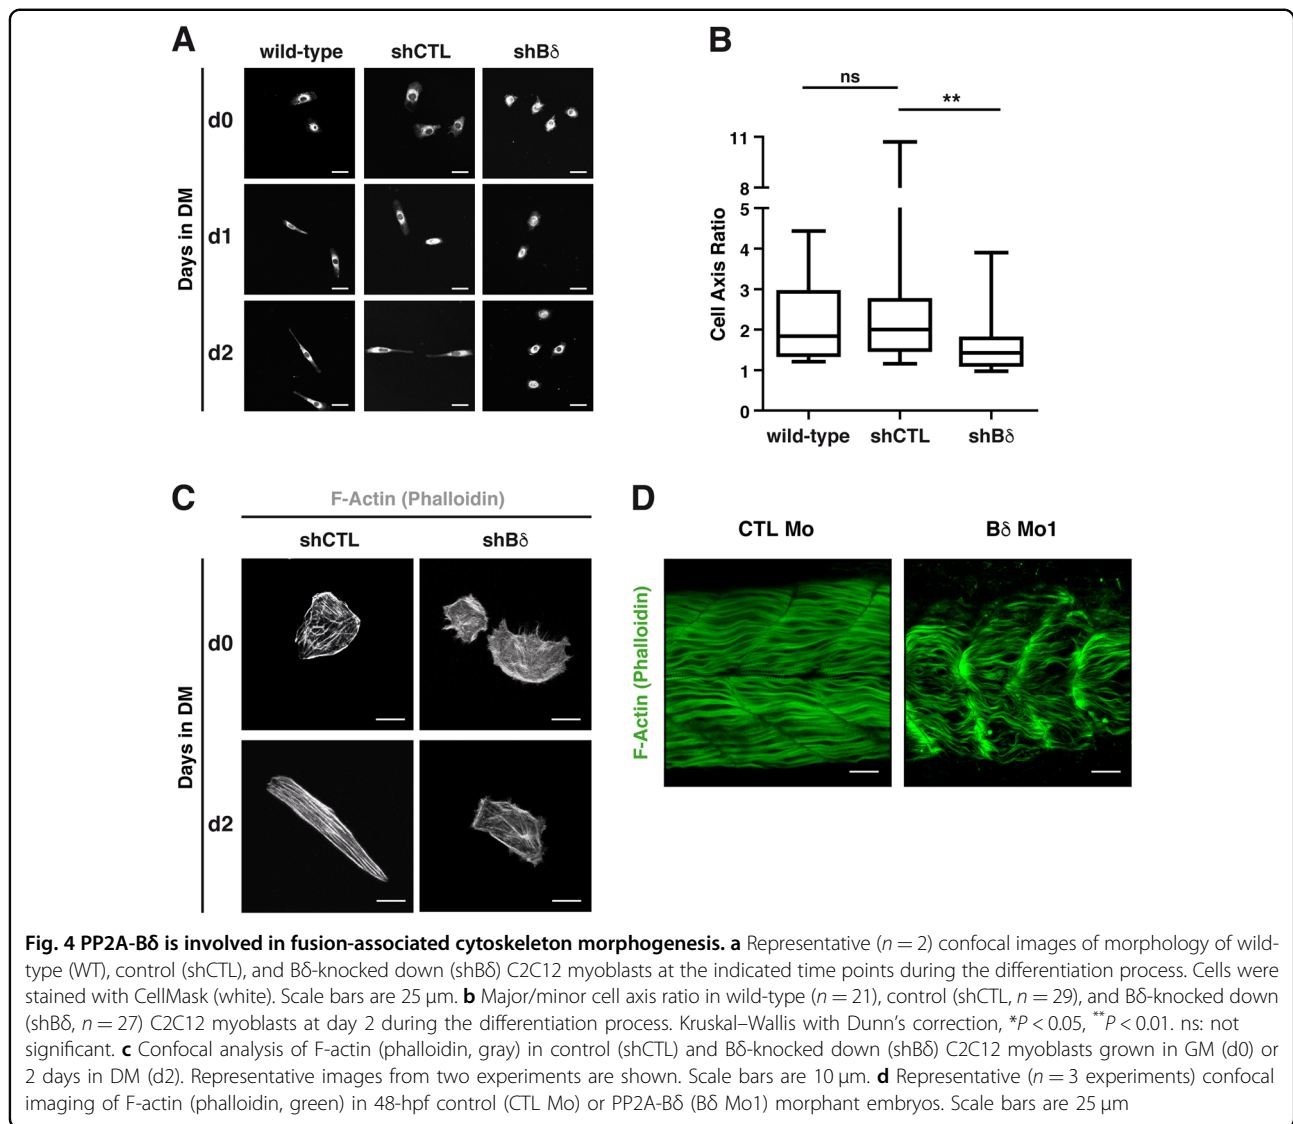 A
wild-type shCTL shBδ
d0
d1
d2
Days in DM
B
ns
**
11
8
5
4
3
2
1
0
Cell Axis Ratio
wild-type shCTL shBδ
C
F-Actin (Phalloidin)
shCTL shBδ
d0
d2
Days in DM
D
CTL Mo Bδ Mo1
F-Actin (Phalloidin)
Fig. 4 PP2A-Bδ is involved in fusion-associated cytoskeleton morphogenesis. a Representative (n = 2) confocal images of morphology of wild-
type (WT), control (shCTL), and Bδ-knocked down (shBδ) C2C12 myoblasts at the indicated time points during the differentiation process. Cells were
stained with CellMask (white). Scale bars are 25 μm. b Major/minor cell axis ratio in wild-type (n = 21), control (shCTL, n = 29), and Bδ-knocked down
(shBδ, n = 27) C2C12 myoblasts at day 2 during the differentiation process. Kruskal–Wallis with Dunn's correction, *P < 0.05, **P < 0.01. ns: not
significant. c Confocal analysis of F-actin (phalloidin, gray) in control (shCTL) and Bδ-knocked down (shBδ) C2C12 myoblasts grown in GM (d0) or
2 days in DM (d2). Representative images from two experiments are shown. Scale bars are 10 μm. d Representative (n = 3 experiments) confocal
imaging of F-actin (phalloidin, green) in 48-hpf control (CTL Mo) or PP2A-Bδ (Bδ Mo1) morphant embryos. Scale bars are 25 μm